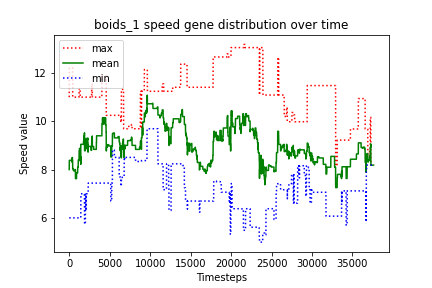 boids_1 speed gene distribution over time
max
mean
min
Speed value
12
10
8
6
0
5000
10000
15000
20000
25000
30000
35000
Timesteps